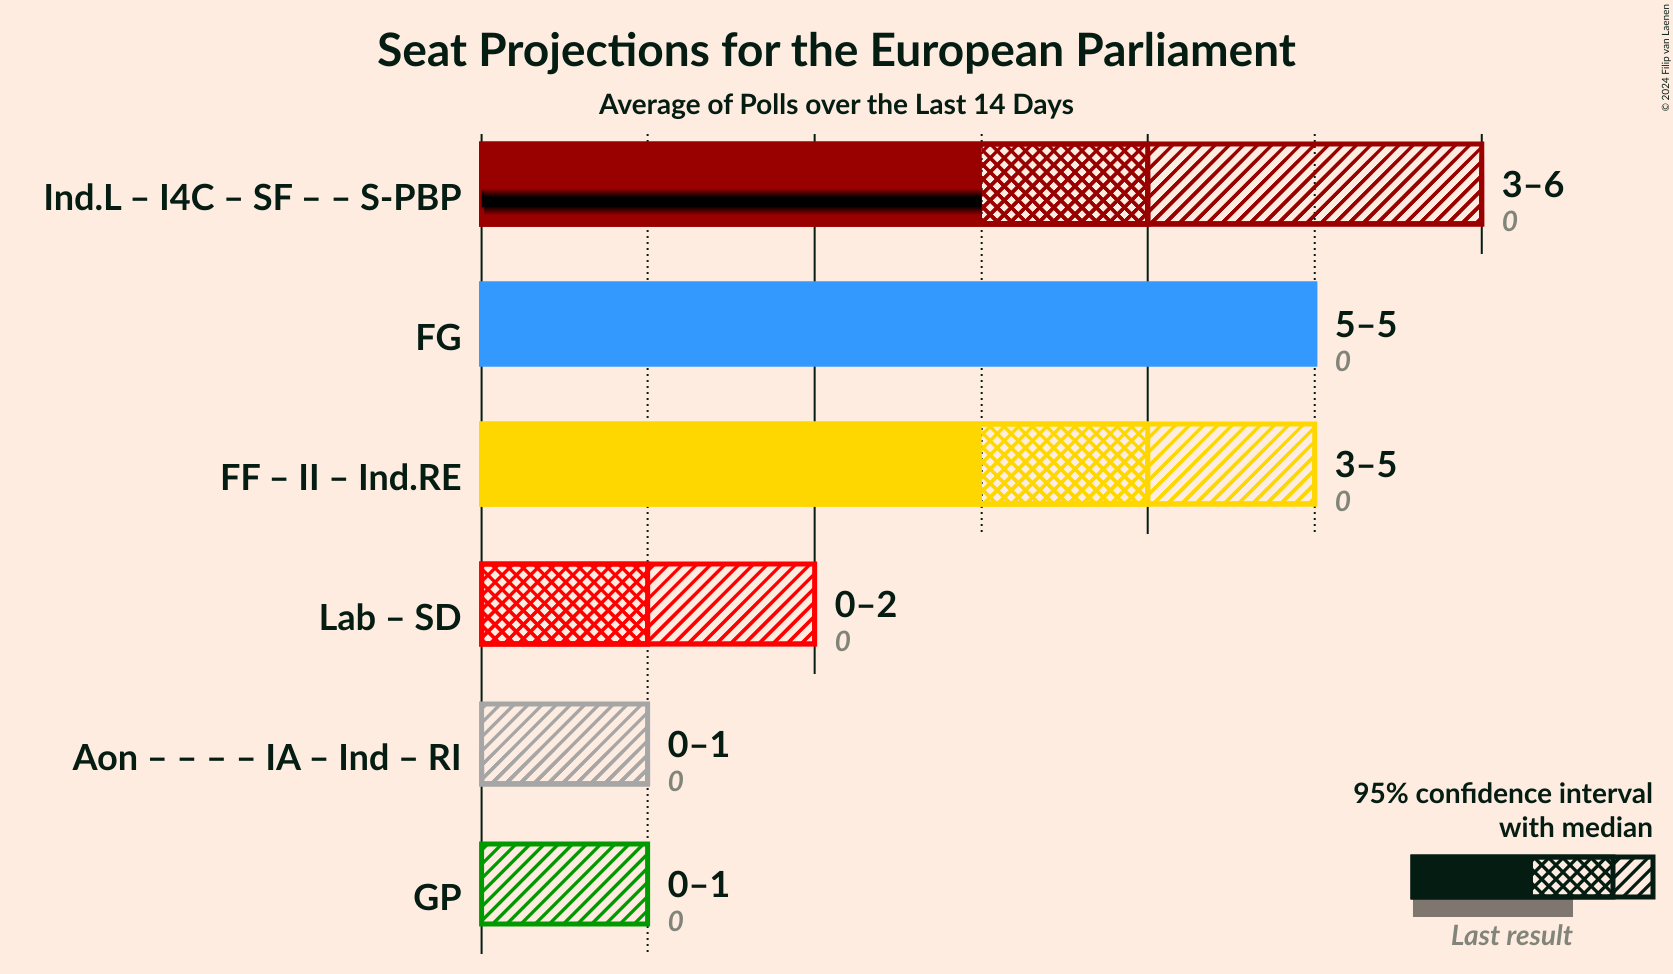 Seat Projections for the European Parliament
Average of Polls over the Last 14 Days
© 2024 Filip van Laenen
Ind.L – I4C – SF – – S-PBP
3–6
0
FG
5–5
0
FF – II – Ind.RE
3–5
0
Lab – SD
0–2
0
Aon – – – – IA – Ind – RI
0–1
0
GP
0–1
0
95% confidence interval
with median
Last result